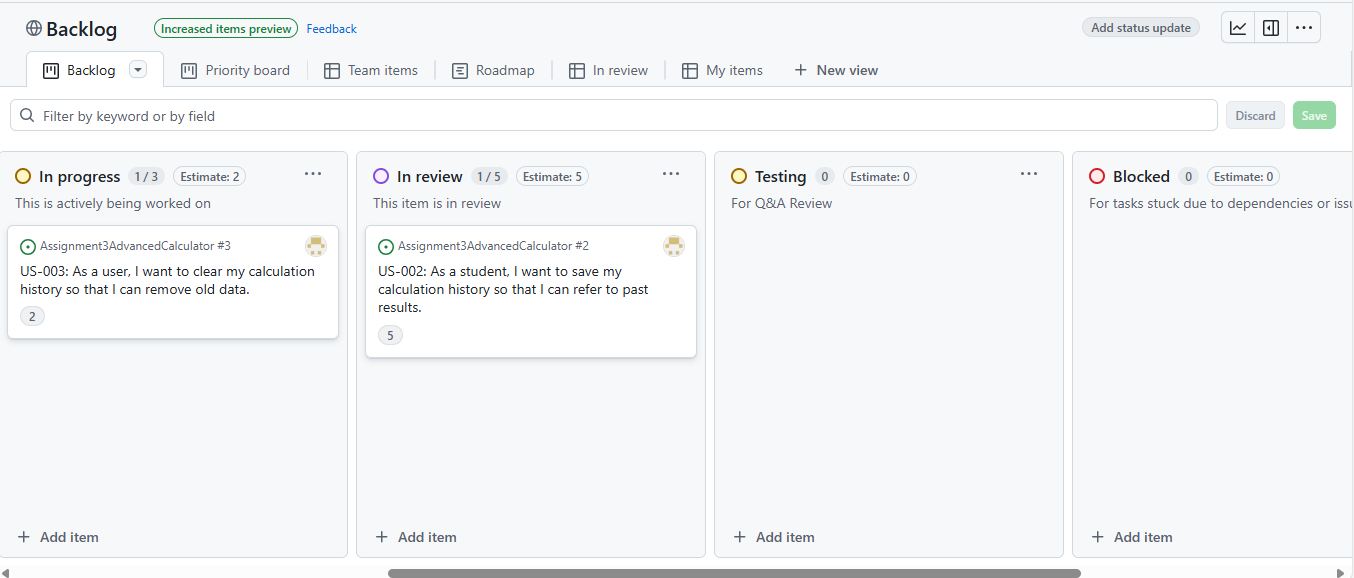 Backlog
Increased items preview
Feedback
Add status update
Backlog
Priority board
Team items
Roadmap
In review
My items
New view
Filter by keyword or by field
Discard
Save
In progress 1 / 3 Estimate: 2
This is actively being worked on
Assignment3AdvancedCalculator #3
US-003: As a user, I want to clear my calculation
history so that I can remove old data.
2
Add item
In review 1 / 5 Estimate: 5
This item is in review
Assignment3AdvancedCalculator #2
US-002: As a student, I want to save my
calculation history so that I can refer to past
results.
5
Add item
Testing 0 Estimate: 0
For Q&A Review
Add item
Blocked 0 Estimate: 0
For tasks stuck due to dependencies or issu
Add item